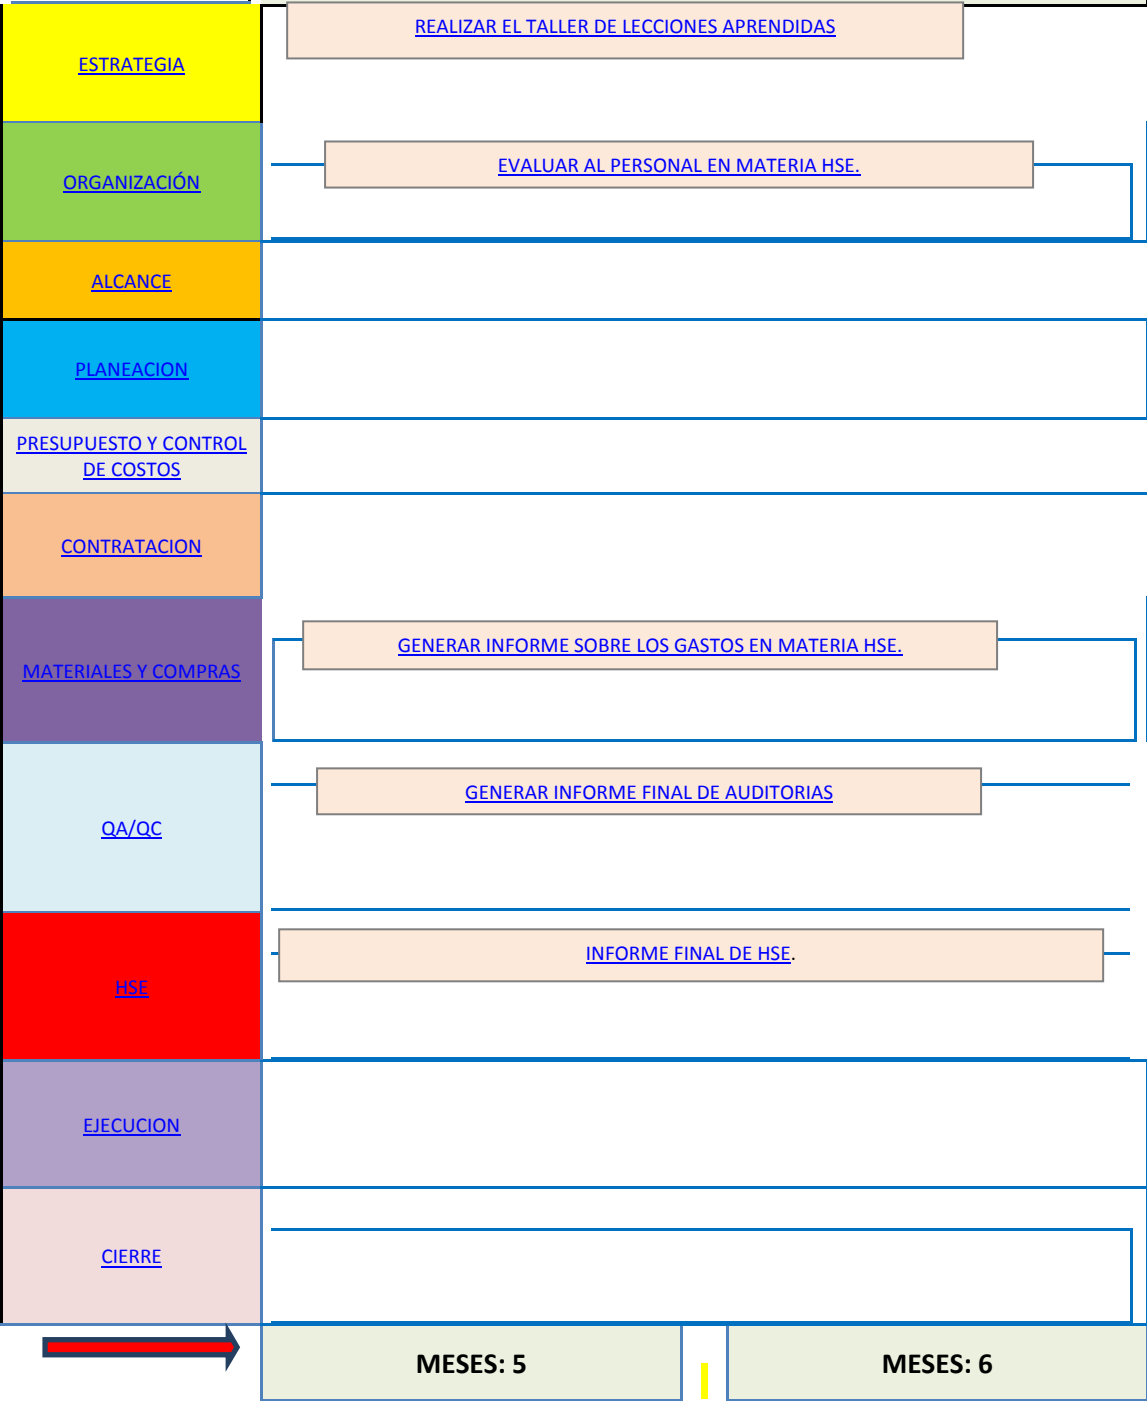 REALIZAR EL TALLER DE LECCIONES APRENDIDAS
ESTRATEGIA
EVALUAR AL PERSONAL EN MATERIA HSE.
ORGANIZACIÓN
ALCANCE
PLANEACION
PRESUPUESTO Y CONTROL
DE COSTOS
CONTRATACION
GENERAR INFORME SOBRE LOS GASTOS EN MATERIA HSE.
MATERIALES Y COMPRAS
GENERAR INFORME FINAL DE AUDITORIAS
QA/QC
INFORME FINAL DE HSE.
HSE
EJECUCION
CIERRE
MESES: 5
MESES: 6